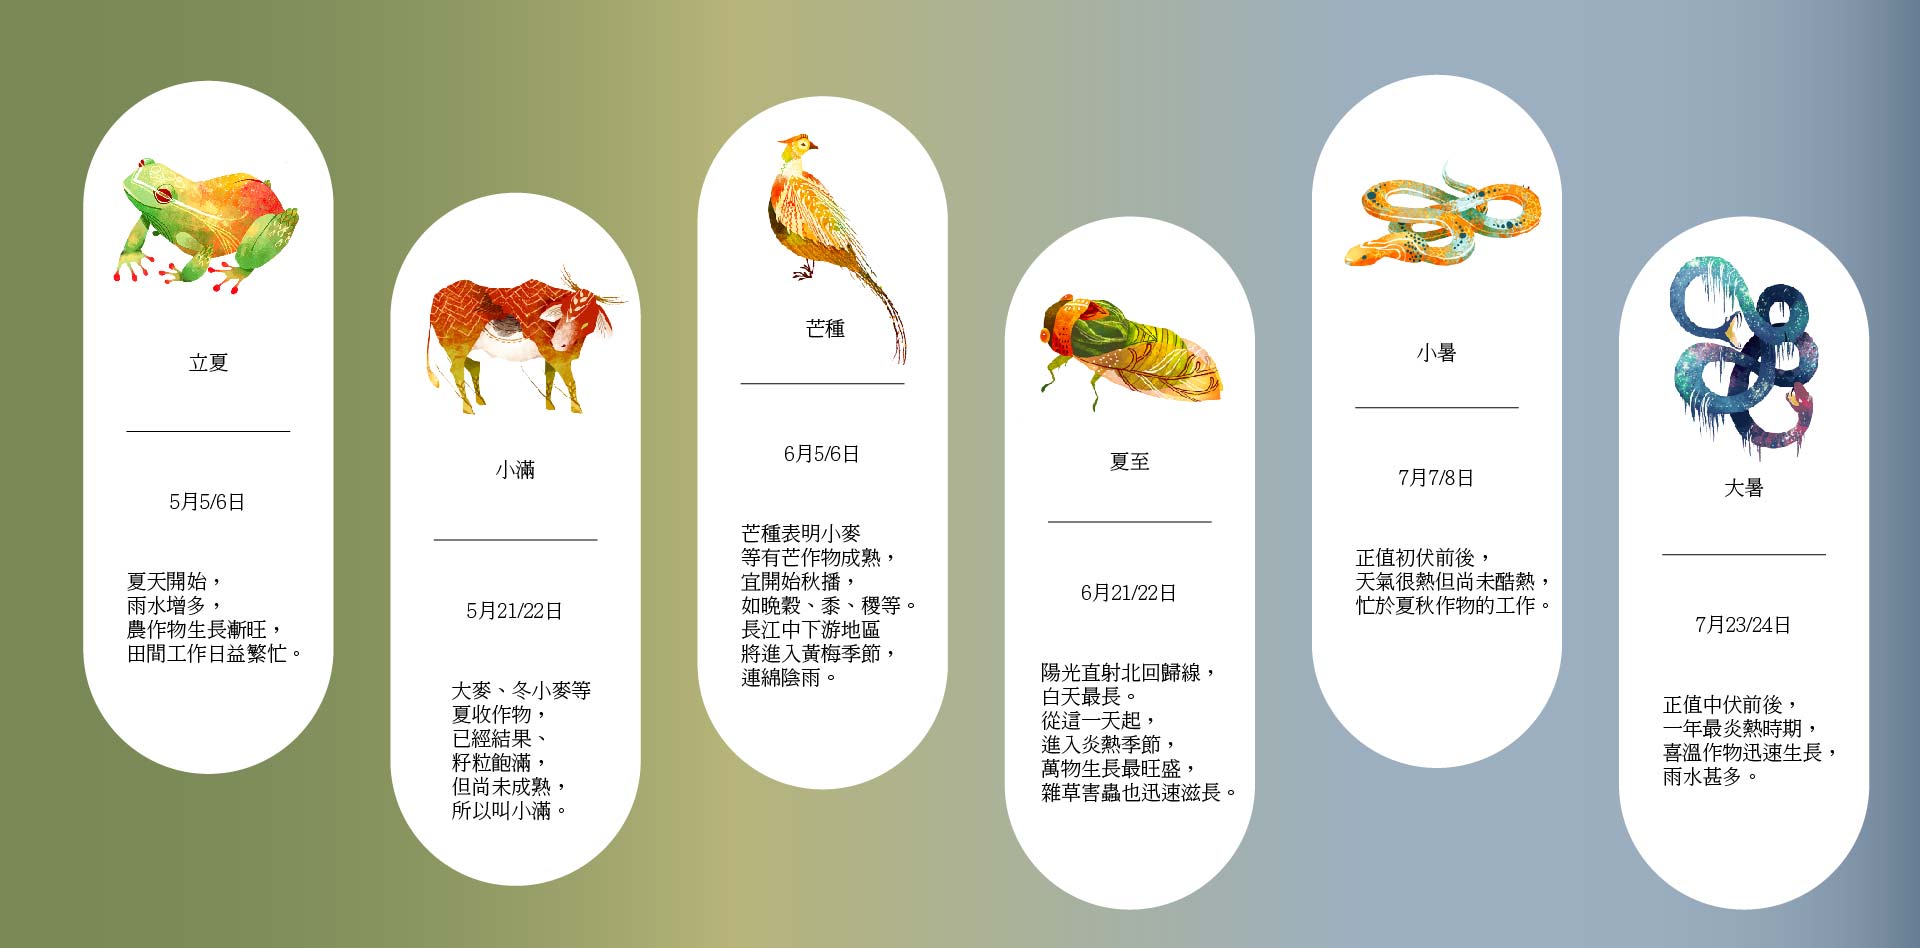 立夏
5月5/6日
夏天開始，
雨水增多，
農作物生長漸旺，
田間工作日益繁忙。
小滿
5月21/22日
大麥、冬小麥等
夏收作物，
已經結果、
籽粒飽滿，
但尚未成熟，
所以叫小滿。
芒種
6月5/6日
芒種表明小麥
等有芒作物成熟，
宜開始秋播，
如晚穀、黍、稷等。
長江中下游地區
將進入黃梅季節，
連綿陰雨。
夏至
6月21/22日
陽光直射北回歸線，
白天最長。
從這一天起，
進入炎熱季節，
萬物生長最旺盛，
雜草害蟲也迅速滋長。
小暑
7月7/8日
正值初伏前後，
天氣很熱但尚未酷熱，
忙於夏秋作物的工作。
大暑
7月23/24日
正值中伏前後，
一年最炎熱時期，
喜溫作物迅速生長，
雨水甚多。